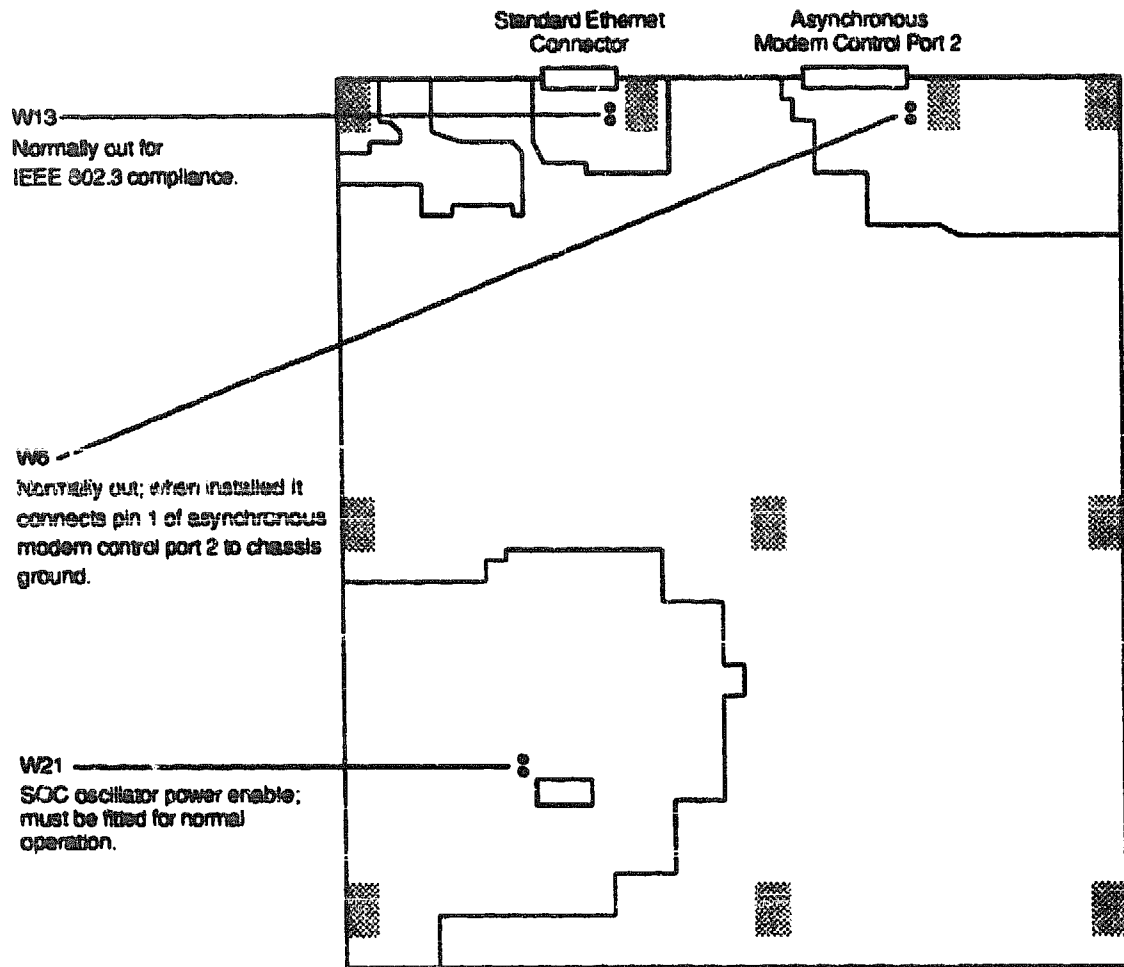 Standard Ethernet
Connector
Asynchronous
Modem Control Port 2
W13
Normally out for
IEEE 802.3 compliance.
W6
Normally out; when installed it
connects pin 1 of asynchronous
modem control port 2 to chassis
ground.
W21
SOC oscillator power enable;
must be fitted for normal
operation.